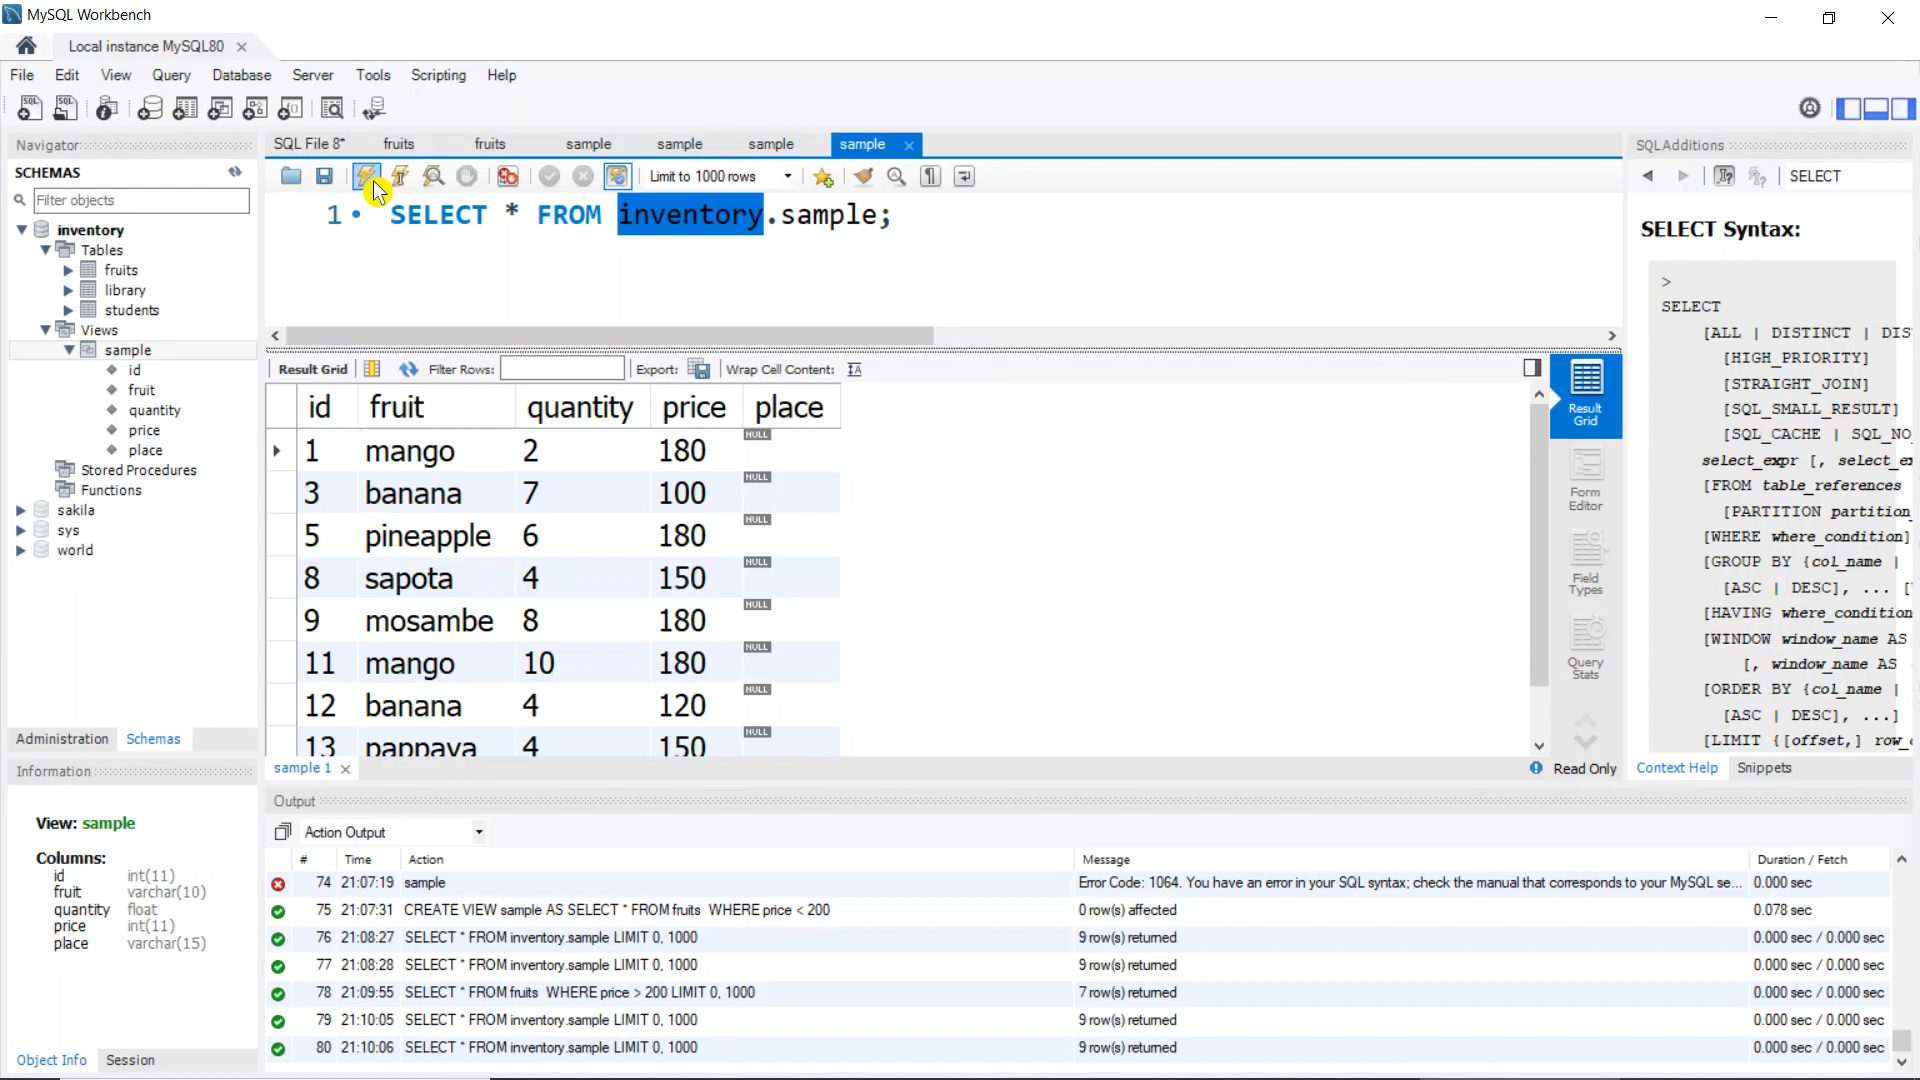 MySQL Workbench
Local instance MySQL80
File Edit View Query Database Server Tools Scripting Help
Navigator
SCHEMAS
Filter objects
inventory
Tables
fruits
library
students
Views
sample
id
fruit
quantity
price
place
Stored Procedures
Functions
sakila
sys
world
Administration Schemas
Information
View: sample
Columns:
id int(11)
fruit varchar(10)
quantity float
price int(11)
place varchar(15)
Object Info Session
SQL File 8* fruits fruits sample sample sample sample
Limit to 1000 rows
1 SELECT * FROM inventory.sample;
Result Grid Filter Rows: Export: Wrap Cell Content:
id fruit quantity price place
1 mango 2 180 NULL
3 banana 7 100 NULL
5 pineapple 6 180 NULL
8 sapota 4 150 NULL
9 mosambe 8 180 NULL
11 mango 10 180 NULL
12 banana 4 120 NULL
13 pappaya 4 150 NULL
Result
Grid
Form
Editor
Field
Types
Query
Stats
sample 1 Read Only
SQLAdditions
SELECT
SELECT Syntax:
>
SELECT
[ALL | DISTINCT | DIS
[HIGH_PRIORITY]
[STRAIGHT_JOIN]
[SQL_SMALL_RESULT]
[SQL_CACHE | SQL_NO
select_expr [, select_ex
[FROM table_references
[PARTITION partition_
[WHERE where_condition]
[GROUP BY {col_name |
[ASC | DESC], ... [
[HAVING where_condition
[WINDOW window_name AS
[, window_name AS
[ORDER BY {col_name |
[ASC | DESC], ...]
[LIMIT {[offset,] row_c
Context Help Snippets
Output
Action Output
# Time Action Message Duration / Fetch
74 21:07:19 sample Error Code: 1064. You have an error in your SQL syntax; check the manual that corresponds to your MySQL se... 0.000 sec
75 21:07:31 CREATE VIEW sample AS SELECT * FROM fruits WHERE price < 200 0 row(s) affected 0.078 sec
76 21:08:27 SELECT * FROM inventory.sample LIMIT 0, 1000 9 row(s) returned 0.000 sec / 0.000 sec
77 21:08:28 SELECT * FROM inventory.sample LIMIT 0, 1000 9 row(s) returned 0.000 sec / 0.000 sec
78 21:09:55 SELECT * FROM fruits WHERE price > 200 LIMIT 0, 1000 7 row(s) returned 0.000 sec / 0.000 sec
79 21:10:05 SELECT * FROM inventory.sample LIMIT 0, 1000 9 row(s) returned 0.000 sec / 0.000 sec
80 21:10:06 SELECT * FROM inventory.sample LIMIT 0, 1000 9 row(s) returned 0.000 sec / 0.000 sec